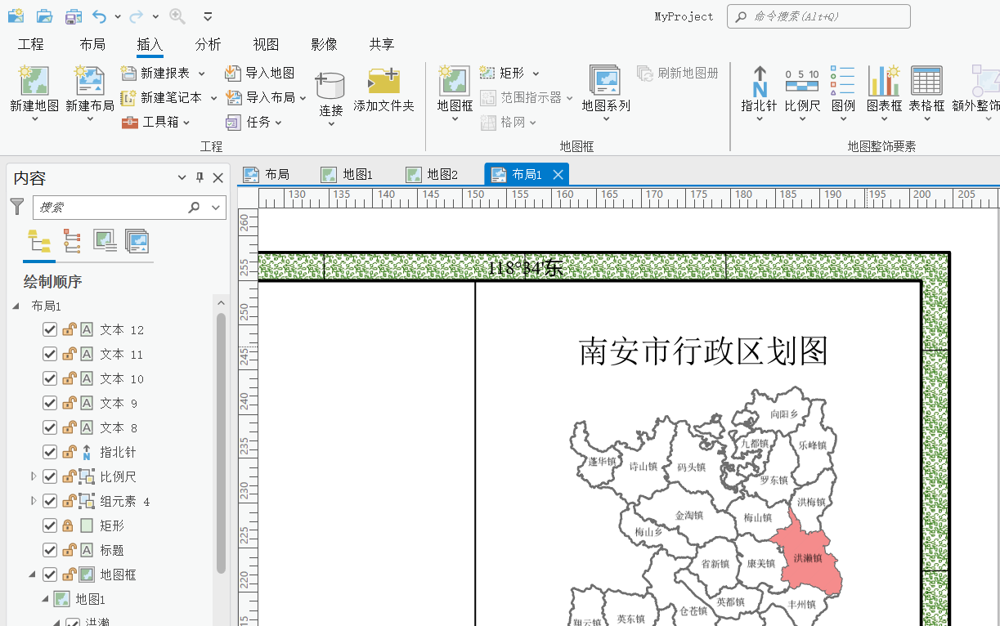 MyProject
命令搜索(Alt+Q)
工程 布局 插入 分析 视图 影像 共享
新建地图
新建布局
新建报表
新建笔记本
工具箱
导入地图
导入布局
任务
连接
添加文件夹
工程
地图框
矩形
范围指示器
格网
地图系列
刷新地图册
地图框
指北针
0 5 10
比例尺
图例
图表框
表格框
额外整饰
地图整饰要素
内容
搜索
绘制顺序
布局1
文本 12
文本 11
文本 10
文本 9
文本 8
指北针
比例尺
组元素 4
矩形
标题
地图框
地图1
洪濑
布局 地图1 地图2 布局1
130 135 140 145 150 155 160 165 170 175 180 185 190 195 200 205
260
255
250
245
240
235
230
225
220
118°34'东
南安市行政区划图
向阳乡
九都镇
乐峰镇
蓬华镇
诗山镇
码头镇
罗东镇
洪梅镇
金淘镇
梅山镇
梅山乡
洪濑镇
省新镇
康美镇
英都镇
丰州镇
仓苍镇
英东镇
翔云镇